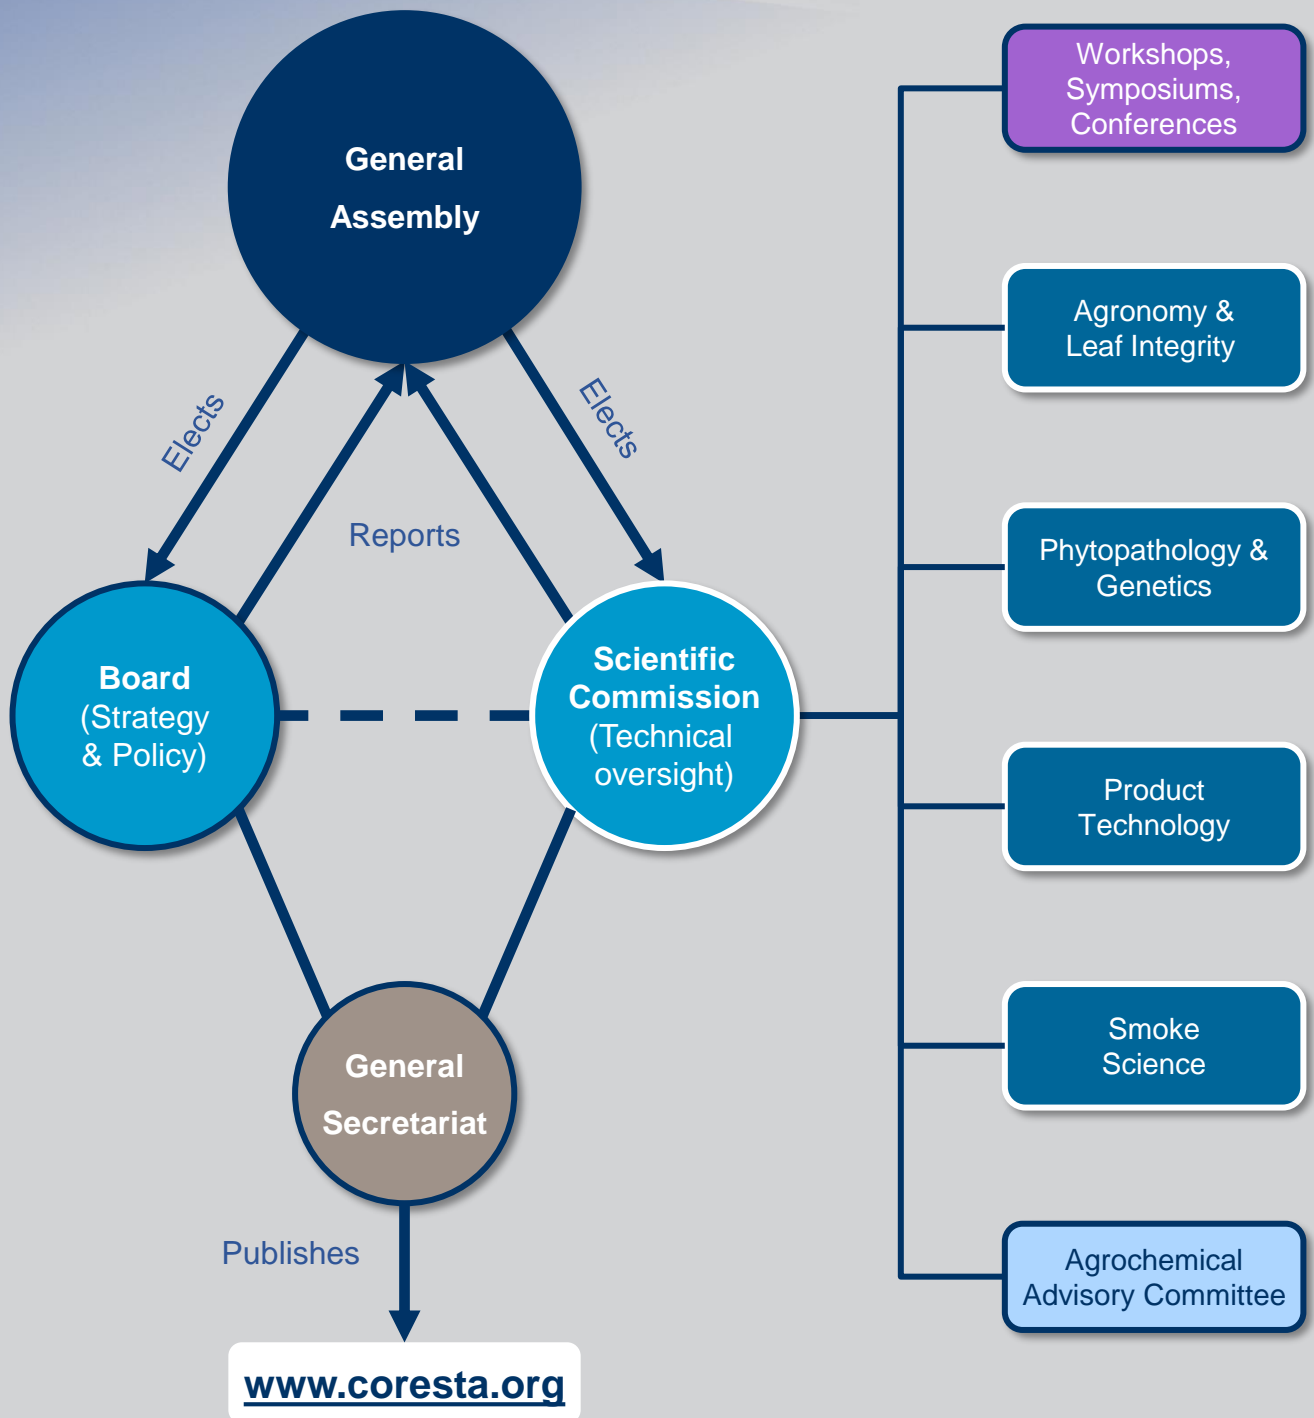 General
Assembly
Elects
Elects
Reports
Board
(Strategy
& Policy)
Scientific
Commission
(Technical
oversight)
General
Secretariat
Publishes
www.coresta.org
Workshops,
Symposiums,
Conferences
Agronomy &
Leaf Integrity
Phytopathology &
Genetics
Product
Technology
Smoke
Science
Agrochemical
Advisory Committee